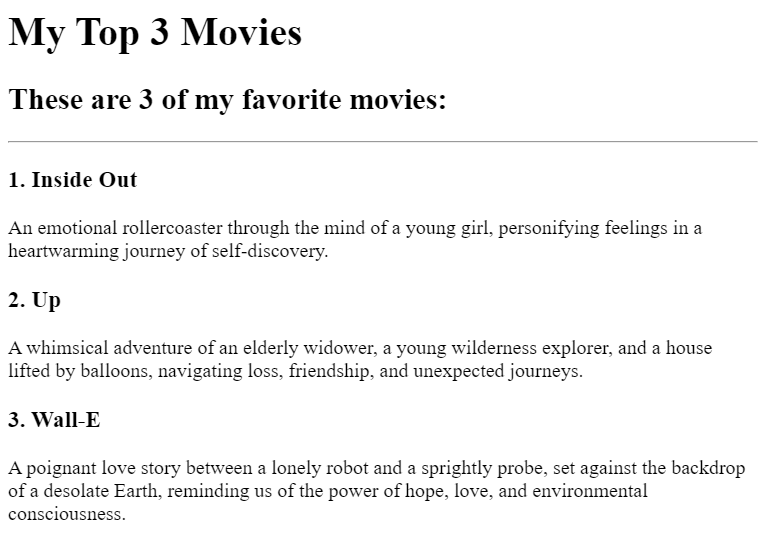 My Top 3 Movies
These are 3 of my favorite movies:
1. Inside Out
An emotional rollercoaster through the mind of a young girl, personifying feelings in a
heartwarming journey of self-discovery.
2. Up
A whimsical adventure of an elderly widower, a young wilderness explorer, and a house
lifted by balloons, navigating loss, friendship, and unexpected journeys.
3. Wall-E
A poignant love story between a lonely robot and a sprightly probe, set against the backdrop
of a desolate Earth, reminding us of the power of hope, love, and environmental
consciousness.